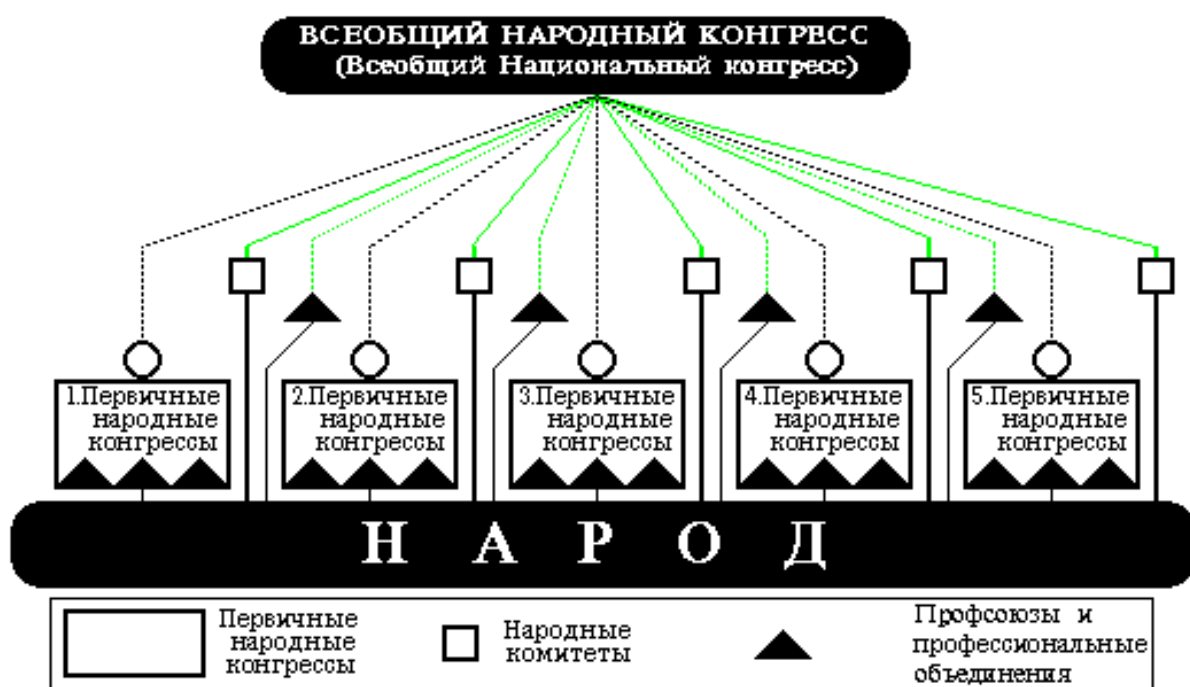 ВСЕОБЩИЙ НАРОДНЫЙ КОНГРЕСС
(Всеобщий Национальный конгресс)
1.Первичные
народные
конгрессы
2.Первичные
народные
конгрессы
3.Первичные
народные
конгрессы
4.Первичные
народные
конгрессы
5.Первичные
народные
конгрессы
Н А Р О Д
Первичные
народные
конгрессы
Народные
комитеты
Профсоюзы и
профессиональные
объединения